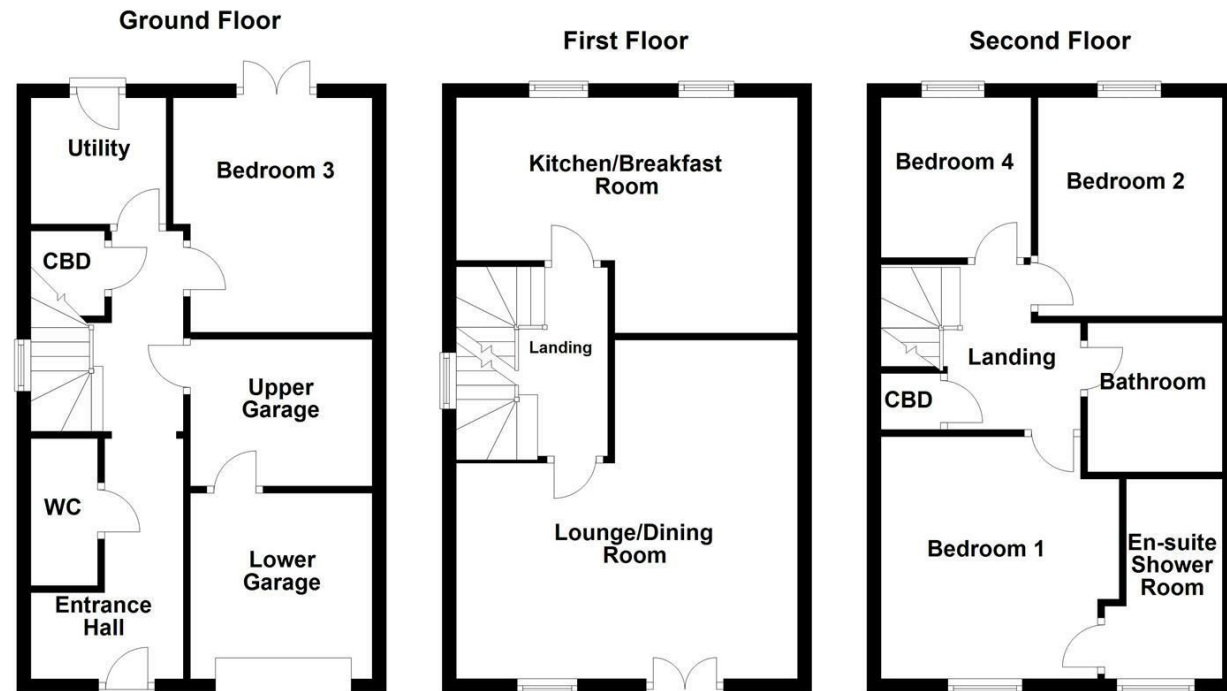 Ground Floor
Utility
Bedroom 3
CBD
Upper
Garage
WC
Lower
Garage
Entrance
Hall
First Floor
Kitchen/Breakfast
Room
Landing
Lounge/Dining
Room
Second Floor
Bedroom 4
Bedroom 2
Landing
Bathroom
CBD
Bedroom 1
En-suite
Shower
Room